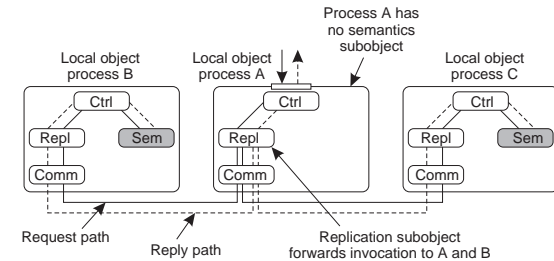 Process A has
no semantics
subobject
Local object
process B
Local object
process A
Local object
process C
Ctrl
Ctrl
Ctrl
Repl
Sem
Repl
Repl
Sem
Comm
Comm
Comm
Request path
Reply path
Replication subobject
forwards invocation to A and B